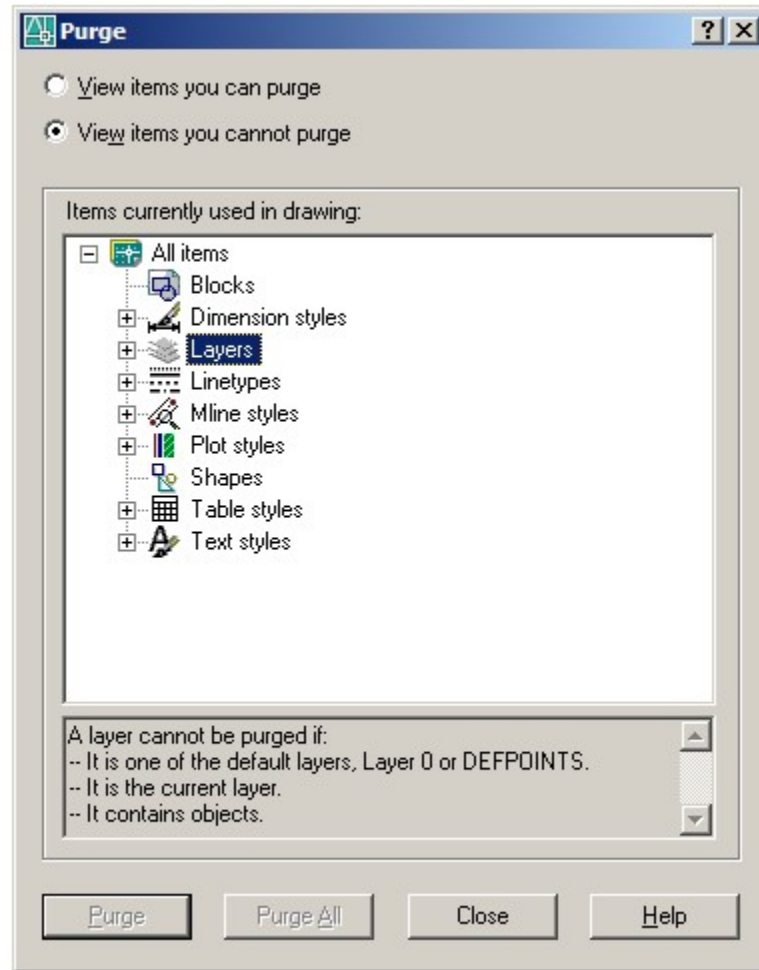 Purge
View items you can purge
View items you cannot purge
Items currently used in drawing:
All items
Blocks
Dimension styles
Layers
Linetypes
Mline styles
Plot styles
Shapes
Table styles
Text styles
A layer cannot be purged if:
-- It is one of the default layers, Layer 0 or DEFPOINTS.
-- It is the current layer.
-- It contains objects.
Purge Purge All Close Help